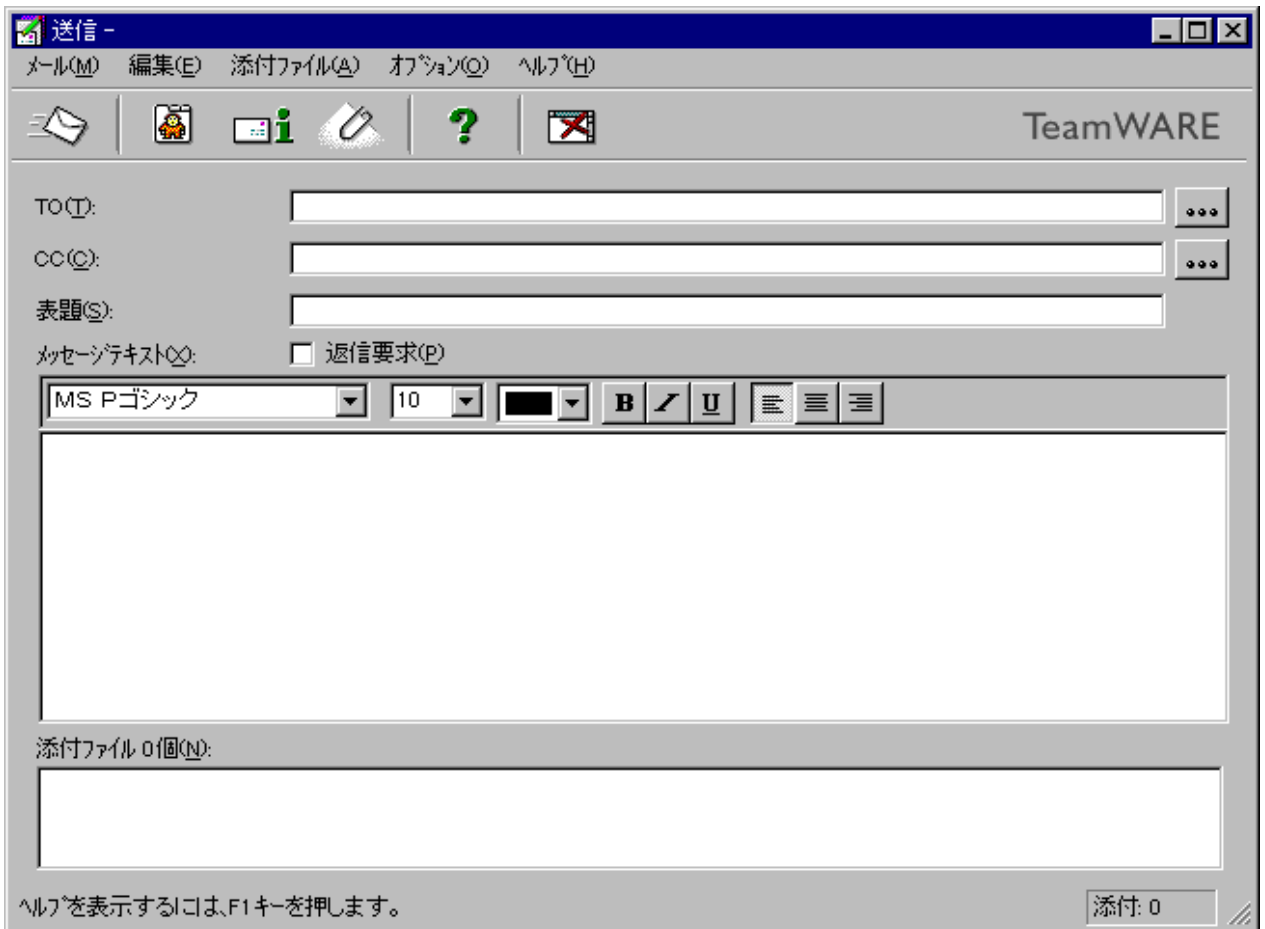 送信 -
ﾒｰﾙ(M) 編集(E) 添付ﾌｧｲﾙ(A) ｵﾌﾟｼｮﾝ(O) ﾍﾙﾌﾟ(H)
TeamWARE
TO(T):
CC(C):
表題(S):
ﾒｯｾｰｼﾞﾃｷｽﾄ(X): 返信要求(P)
MS Pゴシック 10 B I U
添付ﾌｧｲﾙ 0個(N):
ﾍﾙﾌﾟを表示するには、F1キーを押します。 添付: 0